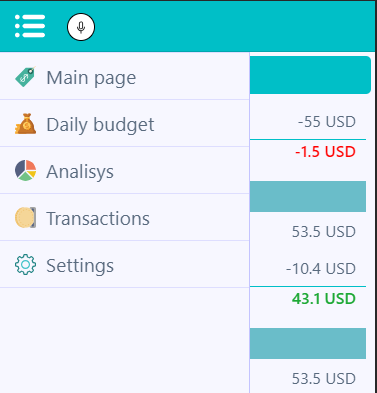 Main page
Daily budget
Analisys
Transactions
Settings
-55 USD
-1.5 USD
53.5 USD
-10.4 USD
43.1 USD
53.5 USD